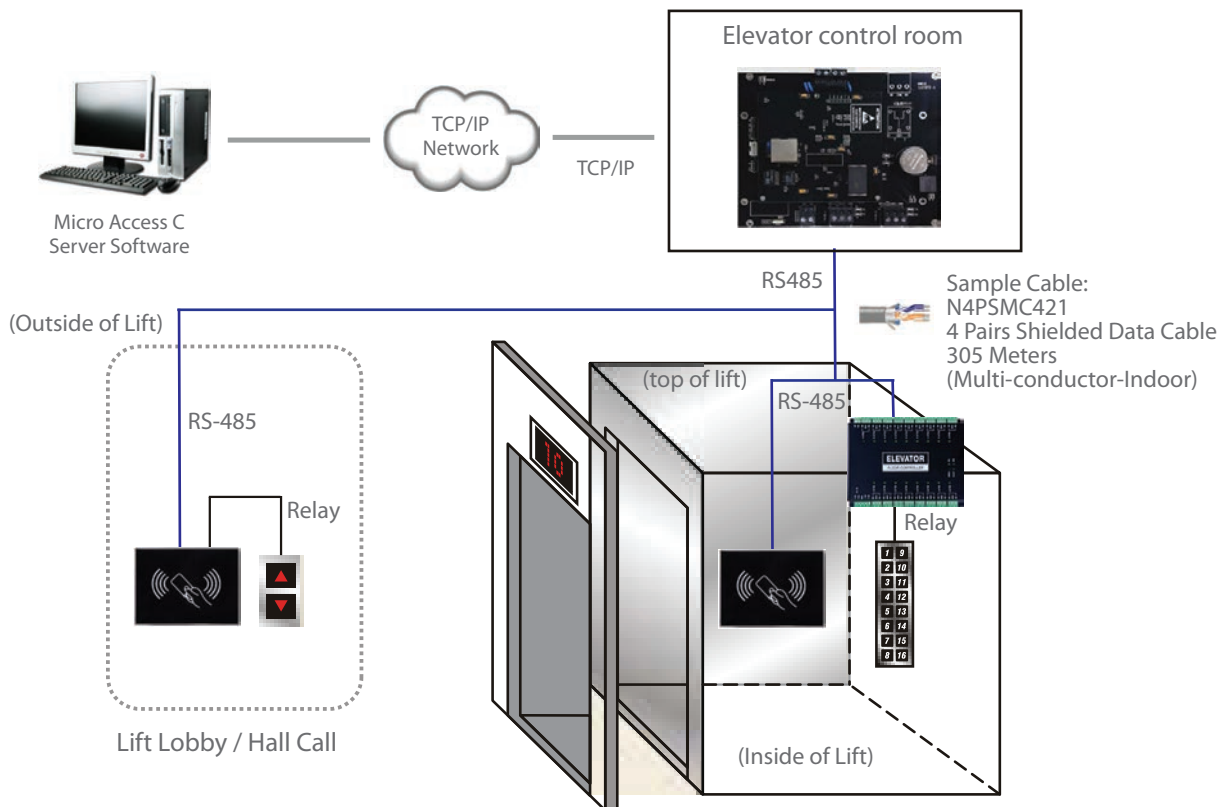 Elevator control room
TCP/IP
Network
TCP/IP
Micro Access C
Server Software
RS485
Sample Cable:
N4PSMC421
4 Pairs Shielded Data Cable
305 Meters
(Multi-conductor-Indoor)
(Outside of Lift)
(top of lift)
RS-485
RS-485
10
ELEVATOR
Relay
Relay
1 9
2 10
3 11
4 12
5 13
6 14
7 15
8 16
Lift Lobby / Hall Call
(Inside of Lift)